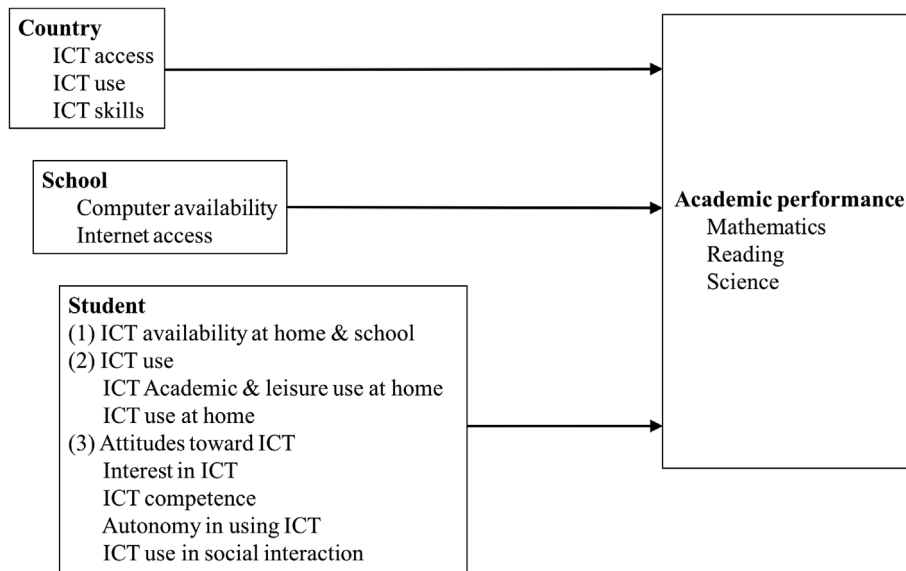 Country
ICT access
ICT use
ICT skills
School
Computer availability
Internet access
Student
(1) ICT availability at home & school
(2) ICT use
ICT Academic & leisure use at home
ICT use at home
(3) Attitudes toward ICT
Interest in ICT
ICT competence
Autonomy in using ICT
ICT use in social interaction
Academic performance
Mathematics
Reading
Science